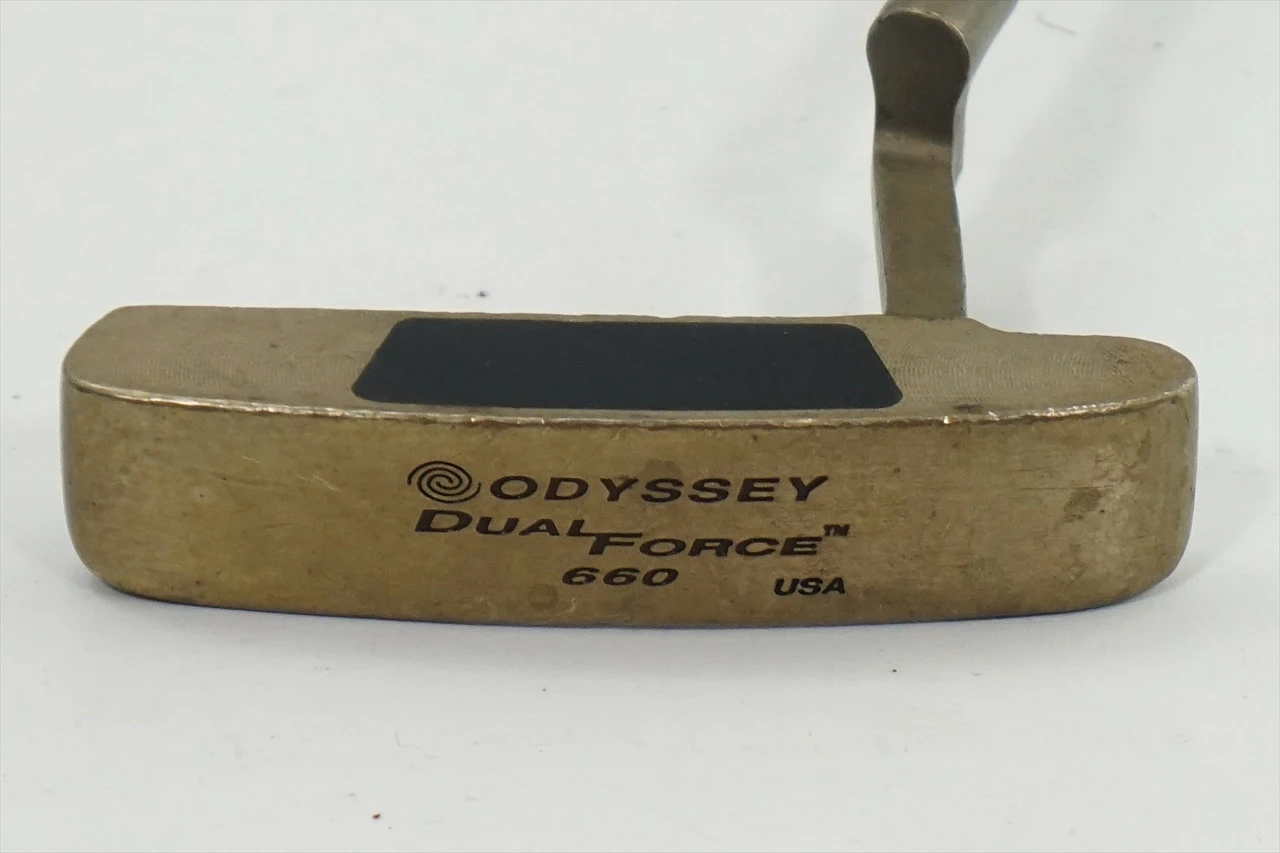 ODYSSEY
DUAL FORCE™
660
USA